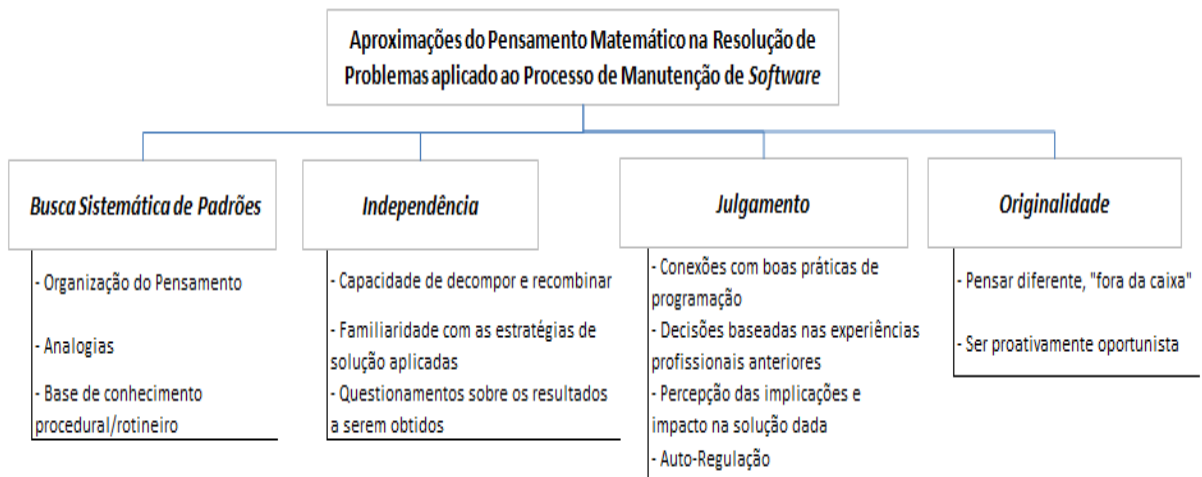 Aproximações do Pensamento Matemático na Resolução de
Problemas aplicado ao Processo de Manutenção de Software
Busca Sistemática de Padrões
- Organização do Pensamento
- Analogias
- Base de conhecimento
procedural/rotineiro
Independência
- Capacidade de decompor e recombinar
- Familiaridade com as estratégias de
solução aplicadas
- Questionamentos sobre os resultados
a serem obtidos
Julgamento
- Conexões com boas práticas de
programação
- Decisões baseadas nas experiências
profissionais anteriores
- Percepção das implicações e
impacto na solução dada
- Auto-Regulação
Originalidade
- Pensar diferente, "fora da caixa"
- Ser proativamente oportunista